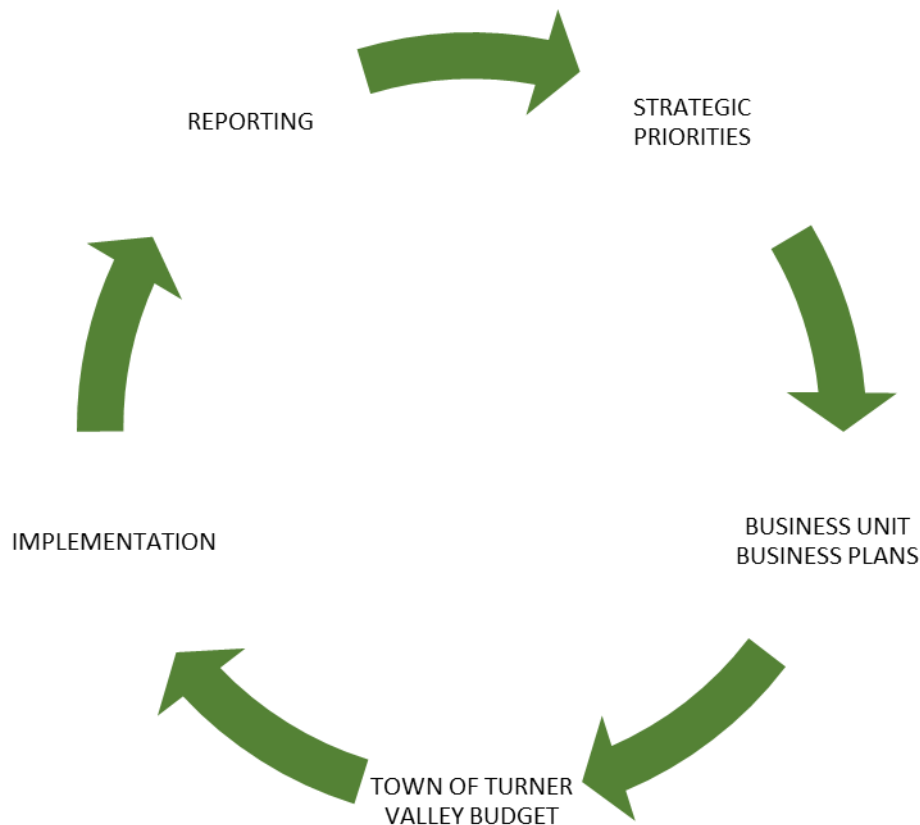 REPORTING
STRATEGIC
PRIORITIES
BUSINESS UNIT
BUSINESS PLANS
TOWN OF TURNER
VALLEY BUDGET
IMPLEMENTATION